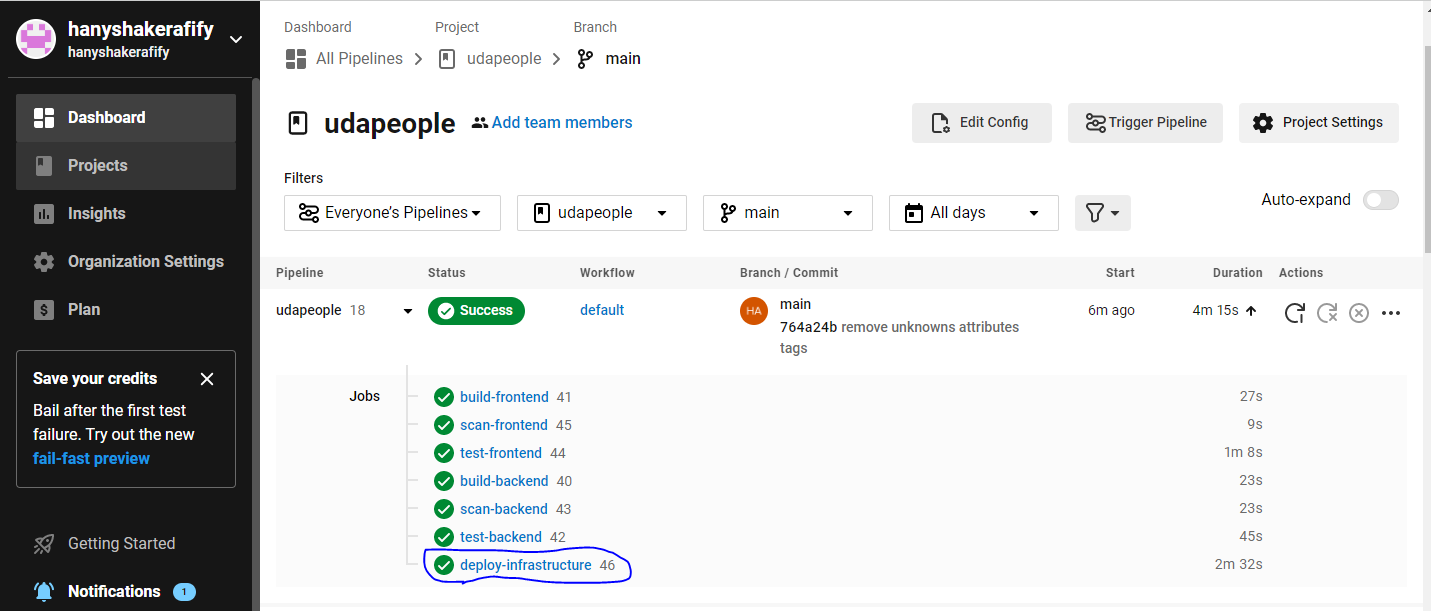 hanyshakerafify
hanyshakerafify
Dashboard
Projects
Insights
Organization Settings
Plan
Save your credits
Bail after the first test
failure. Try out the new
fail-fast preview
Getting Started
Notifications 1
Dashboard Project Branch
All Pipelines udapeople main
udapeople Add team members
Edit Config Trigger Pipeline Project Settings
Filters
Everyone’s Pipelines udapeople main All days
Auto-expand
Pipeline Status Workflow Branch / Commit Start Duration Actions
udapeople 18 Success default HA main 6m ago 4m 15s
764a24b remove unknowns attributes
tags
Jobs build-frontend 41 27s
scan-frontend 45 9s
test-frontend 44 1m 8s
build-backend 40 23s
scan-backend 43 23s
test-backend 42 45s
deploy-infrastructure 46 2m 32s